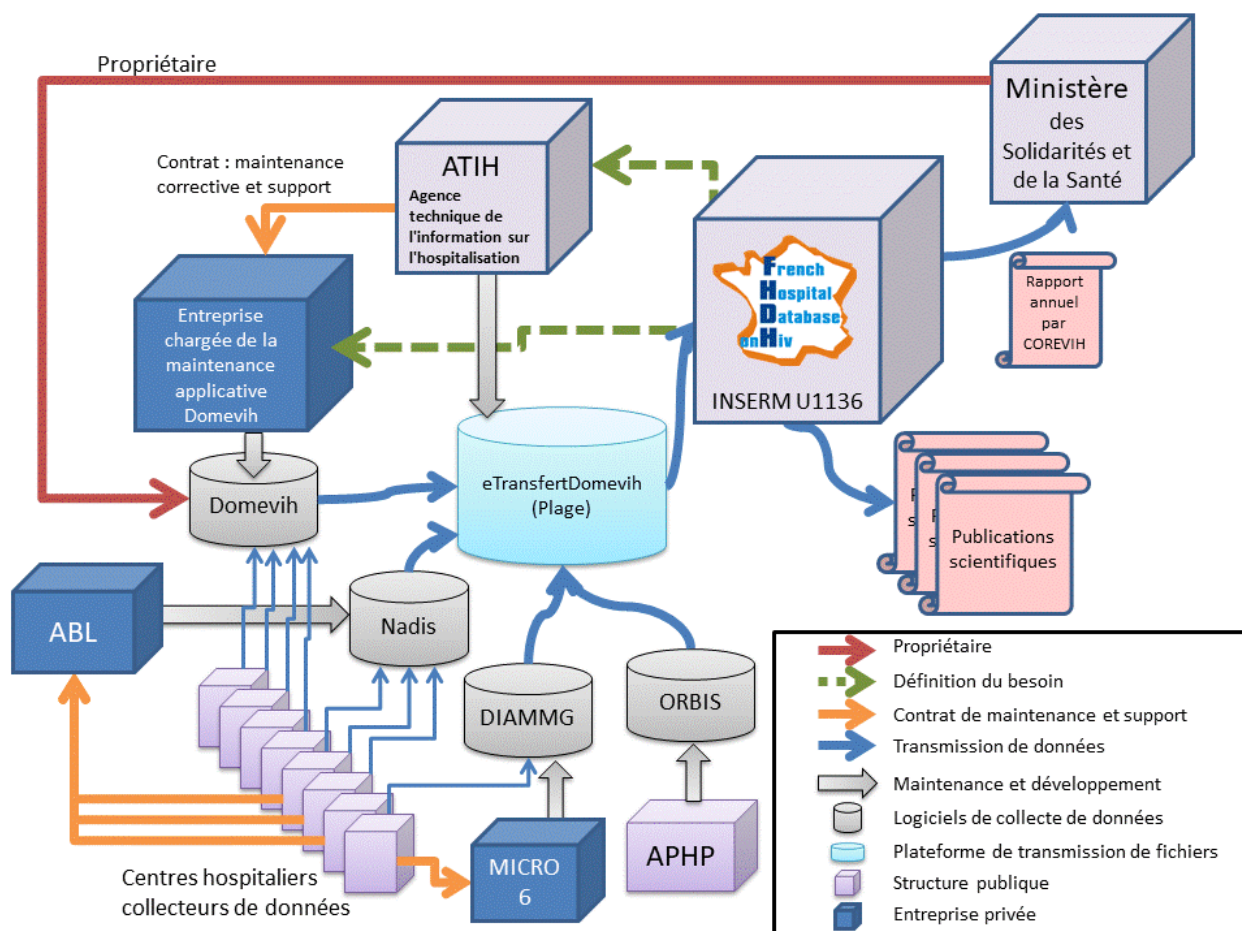 Propriétaire
Ministère
des
Solidarités et
de la Santé
ATIH
Agence
technique de
l'information sur
l'hospitalisation
Contrat : maintenance
corrective et support
French
Hospital
Database
on Hiv
INSERM U1136
Rapport
annuel
par
COREVIH
Entreprise
chargée de la
maintenance
applicative
Domevih
Domevih
eTransfertDomevih
(Plage)
Publications
scientifiques
ABL
Nadis
DIAMMG
ORBIS
MICRO
6
APHP
Centres hospitaliers
collecteurs de données
Propriétaire
Définition du besoin
Contrat de maintenance et support
Transmission de données
Maintenance et développement
Logiciels de collecte de données
Plateforme de transmission de fichiers
Structure publique
Entreprise privée